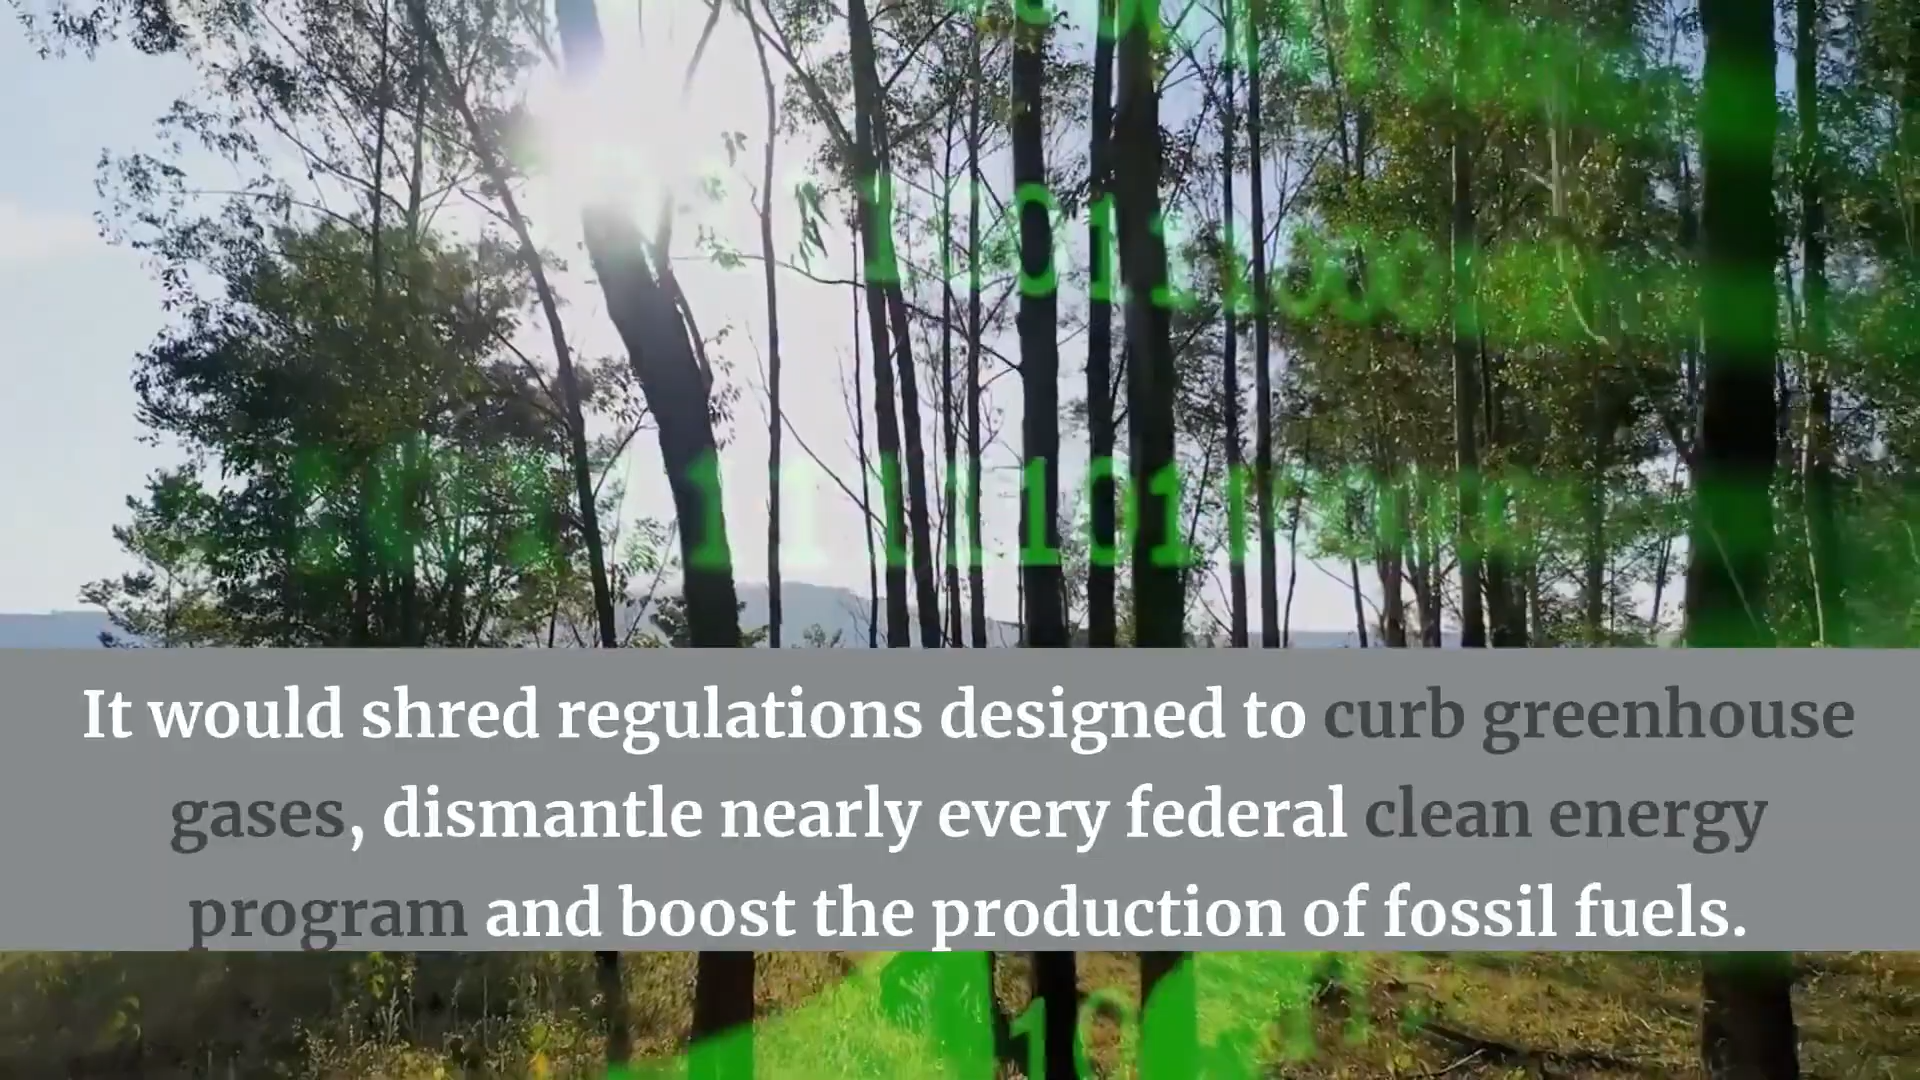 It would shred regulations designed to curb greenhouse
gases, dismantle nearly every federal clean energy
program and boost the production of fossil fuels.